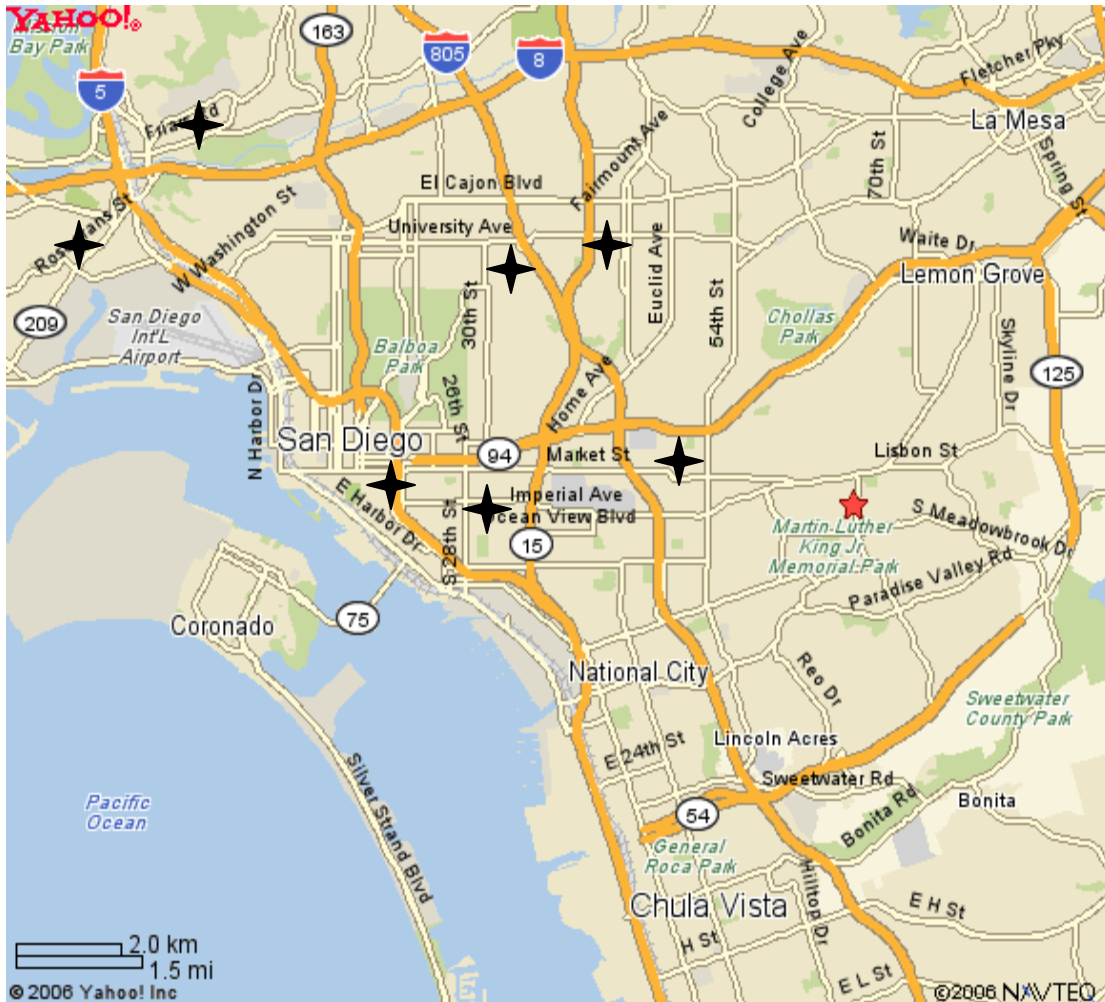 YAHOO!®
Mission
Bay Park
163
805
8
5
College Ave
Fletcher Pky
La Mesa
Friars Rd
Fairmount Ave
70th St
Spring St
El Cajon Blvd
Rosecrans St
W Washington St
University Ave
Euclid Ave
Waite Dr
Lemon Grove
209
San Diego
Int'L
Airport
30th St
54th St
Chollas
Park
Skyline Dr
Balboa
Park
125
N Harbor Dr
26th St
Home Ave
San Diego
94
Market St
Lisbon St
E Harbor Dr
Imperial Ave
Ocean View Blvd
S Meadowbrook Dr
Martin Luther
King Jr
Memorial Park
S 28th St
15
Paradise Valley Rd
75
Coronado
National City
Reo Dr
Sweetwater
County Park
E 24th St
Lincoln Acres
Sweetwater Rd
Silver Strand Blvd
Pacific
Ocean
54
Bonita Rd
Bonita
General
Roca Park
Hilltop Dr
Chula Vista
E H St
H St
2.0 km
1.5 mi
E L St
© 2006 Yahoo! Inc
©2006 NAVTEQ